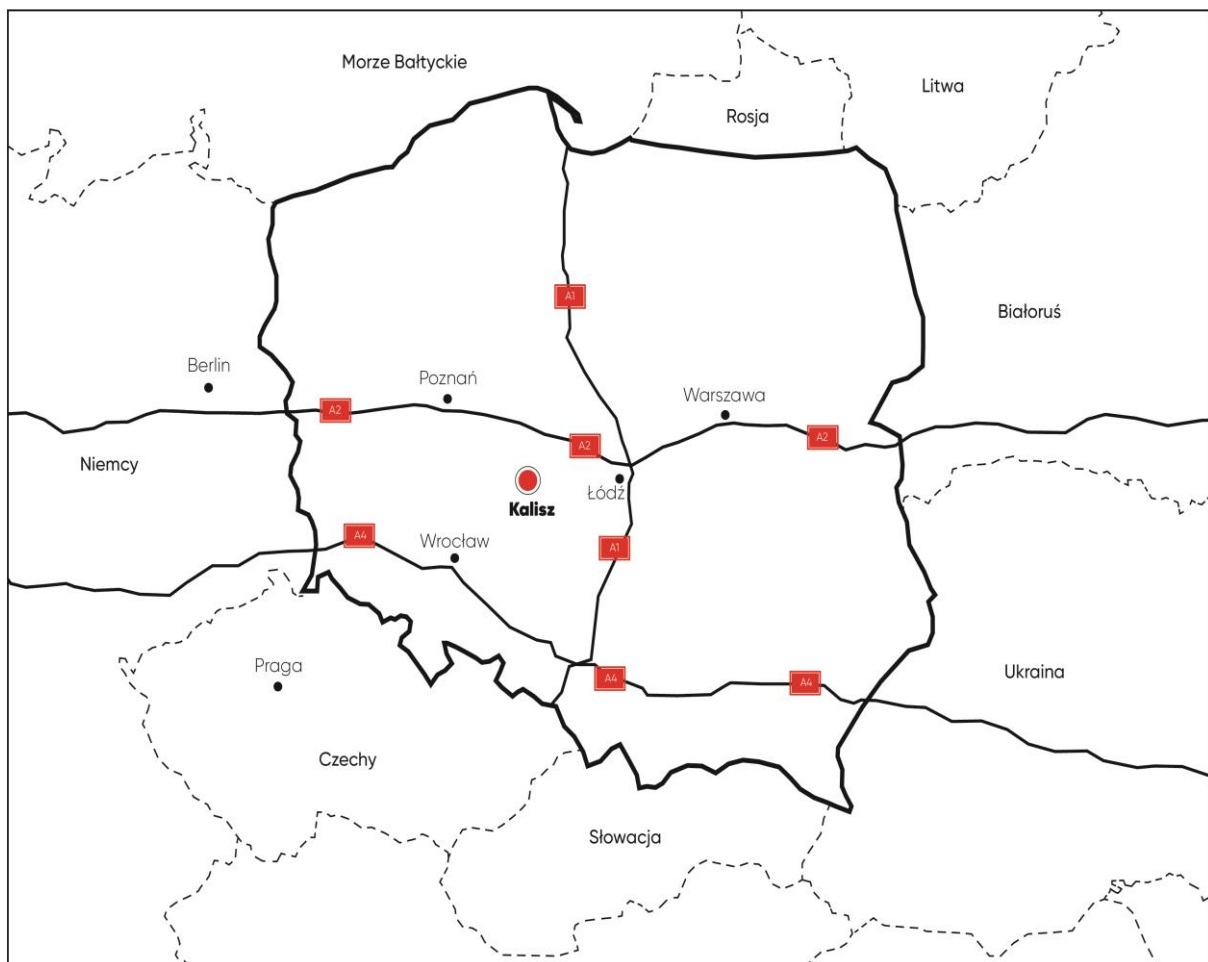 Morze Bałtyckie
Litwa
Rosja
A1
Białoruś
Berlin
Poznań
Warszawa
A2
A2
A2
Niemcy
Łódź
Kalisz
A4
Wrocław
A1
Praga
A4
A4
Ukraina
Czechy
Słowacja